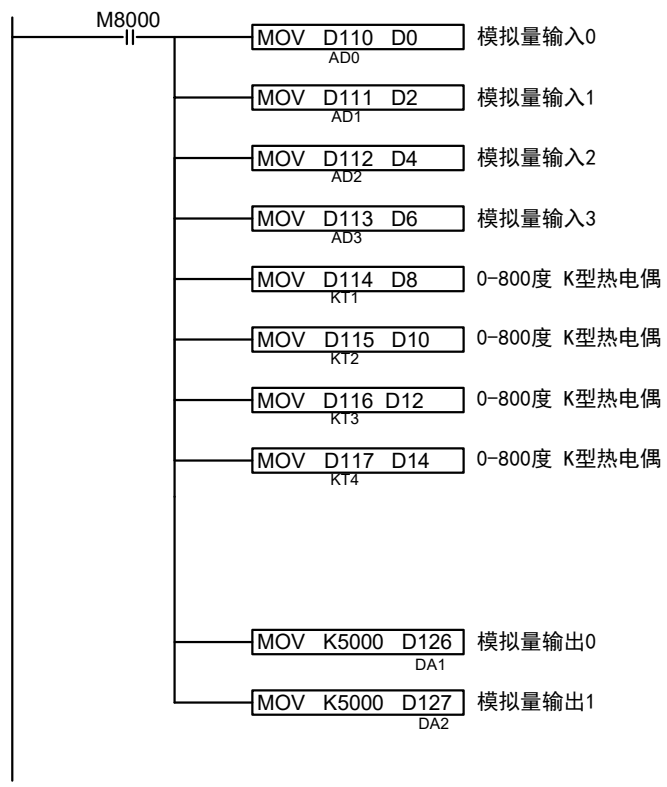 M8000
MOV D110 D0 模拟量输入0
AD0
MOV D111 D2 模拟量输入1
AD1
MOV D112 D4 模拟量输入2
AD2
MOV D113 D6 模拟量输入3
AD3
MOV D114 D8 0-800度 K型热电偶
KT1
MOV D115 D10 0-800度 K型热电偶
KT2
MOV D116 D12 0-800度 K型热电偶
KT3
MOV D117 D14 0-800度 K型热电偶
KT4
MOV K5000 D126 模拟量输出0
DA1
MOV K5000 D127 模拟量输出1
DA2